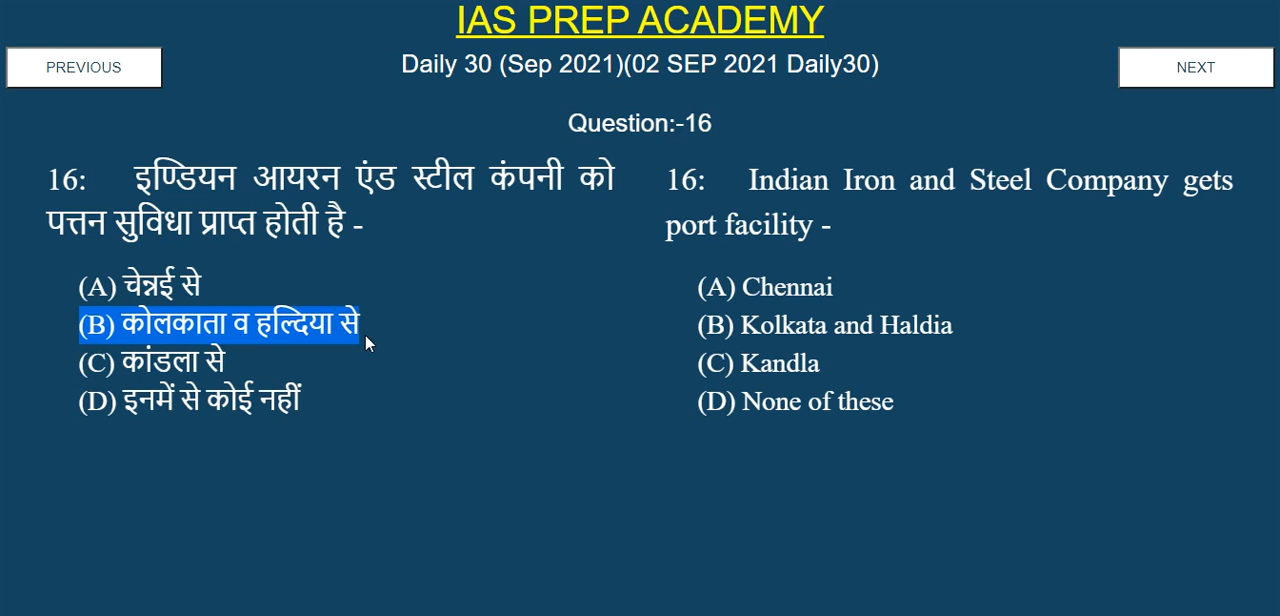 IAS PREP ACADEMY
PREVIOUS
Daily 30 (Sep 2021)(02 SEP 2021 Daily30)
NEXT
Question:-16
16: इण्डियन आयरन एंड स्टील कंपनी को
पत्तन सुविधा प्राप्त होती है -
(A) चेन्नई से
(B) कोलकाता व हल्दिया से
(C) कांडला से
(D) इनमें से कोई नहीं
16: Indian Iron and Steel Company gets
port facility -
(A) Chennai
(B) Kolkata and Haldia
(C) Kandla
(D) None of these